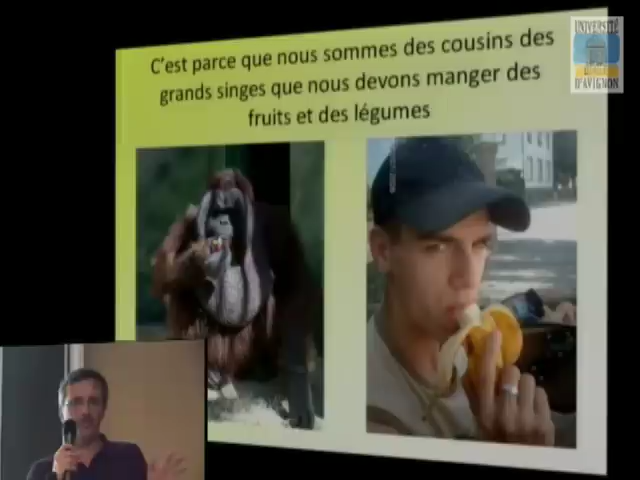 C'est parce que nous sommes des cousins des
grands singes que nous devons manger des
fruits et des légumes
UNIVERSITÉ
D'AVIGNON